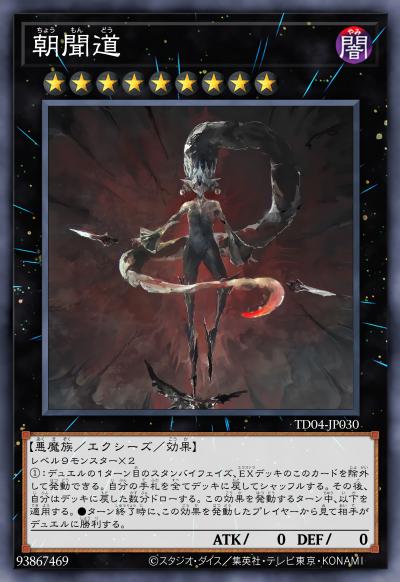 ちょう もん どう
朝聞道
やみ
闇
TD04-JP030
【悪魔族／エクシーズ／効果】
レベル９モンスター×２
①：デュエルの１ターン目のスタンバイフェイズ、EXデッキのこのカードを除外
して発動できる。自分の手札を全てデッキに戻してシャッフルする。その後、
自分はデッキに戻した数分ドローする。この効果を発動するターン中、以下を
適用する。●ターン終了時に、この効果を発動したプレイヤーから見て相手が
デュエルに勝利する。
ATK／ 0 DEF／ 0
93867469 ©スタジオ・ダイス／集英社・テレビ東京・KONAMI